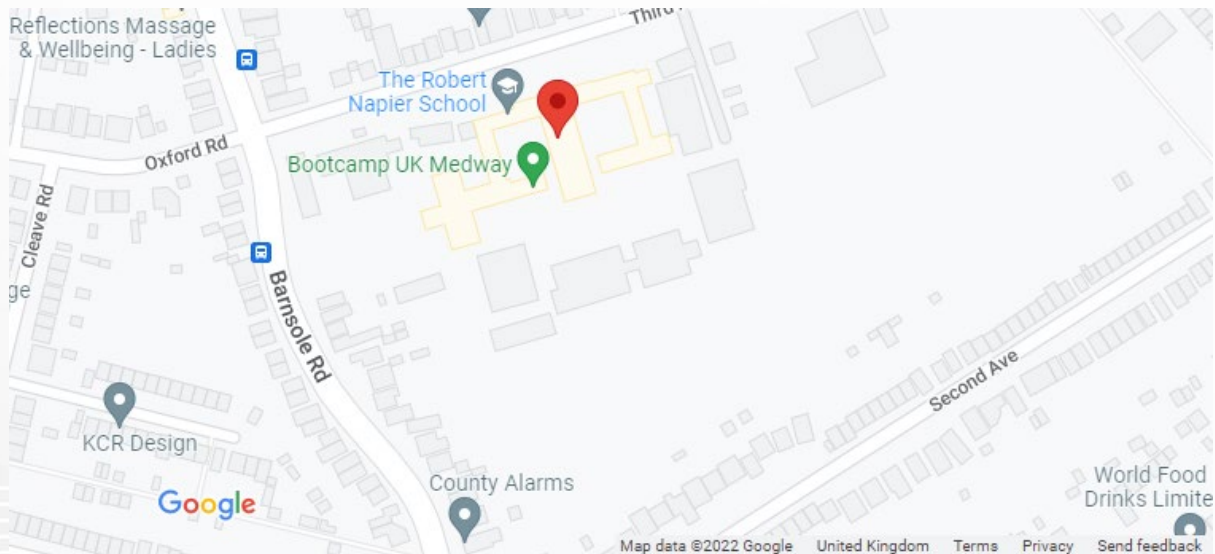 Reflections Massage
& Wellbeing - Ladies
Third
The Robert
Napier School
Oxford Rd
Bootcamp UK Medway
Cleave Rd
ge
Barnsole Rd
Second Ave
KCR Design
County Alarms
World Food
Drinks Limite
Google
Map data ©2022 Google United Kingdom Terms Privacy Send feedback